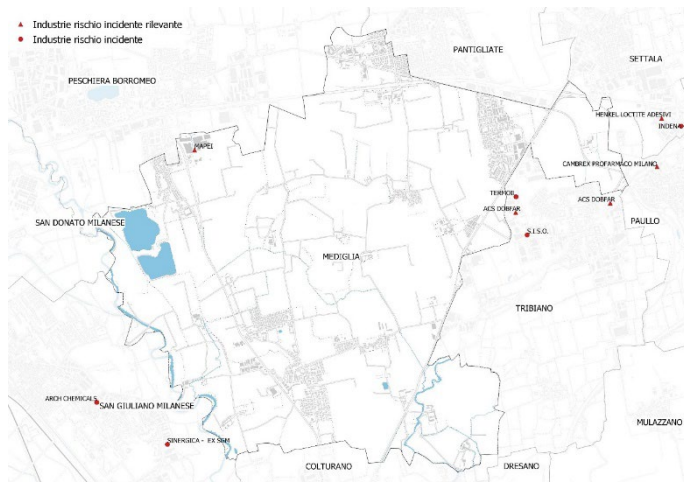 Industrie rischio incidente rilevante
Industrie rischio incidente
PANTIGLIATE
SETTALA
PESCHIERA BORROMEO
HENKEL LOCTITE ADESIVI
INDENA
MAPEI
CAMBREX PROFARMACO MILANO
TERMOIL
ACS DOBFAR
ACS DOBFAR
PAULLO
SAN DONATO MILANESE
S.I.S.O.
MEDIGLIA
TRIBIANO
ARCH CHEMICALS
SAN GIULIANO MILANESE
MULAZZANO
SINERGICA - EX SGM
COLTURANO
DRESANO